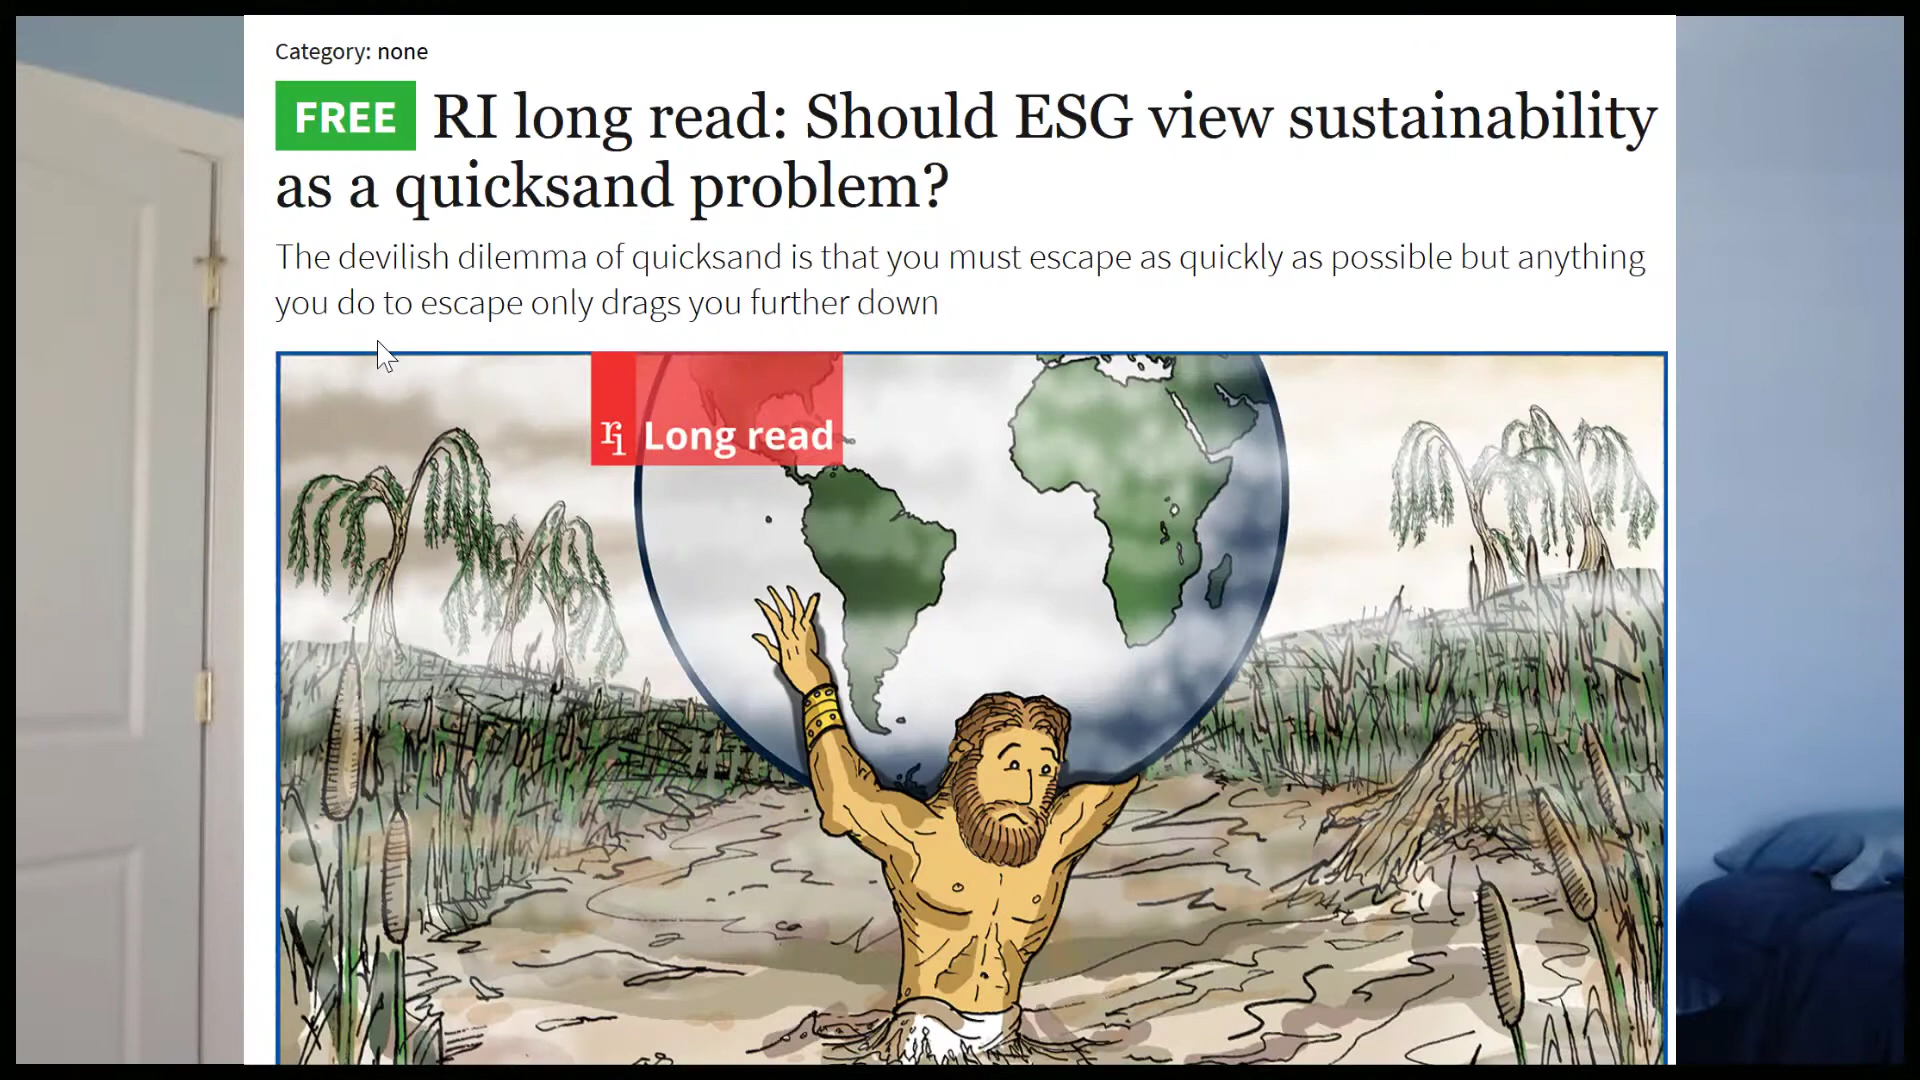 Category: none
FREE RI long read: Should ESG view sustainability
as a quicksand problem?
The devilish dilemma of quicksand is that you must escape as quickly as possible but anything
you do to escape only drags you further down
ri Long read